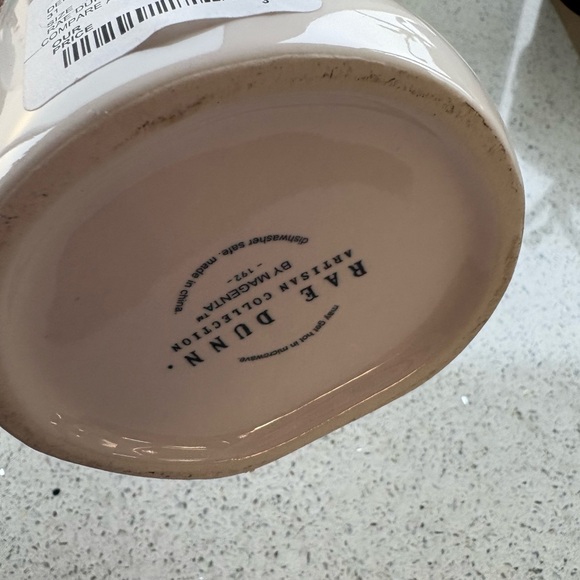 OUR
PRICE
3
RAE DUNN.
ARTISAN COLLECTION
BY MAGENTA™
- 192 -
dishwasher safe. made in china.
may get hot in microwave.